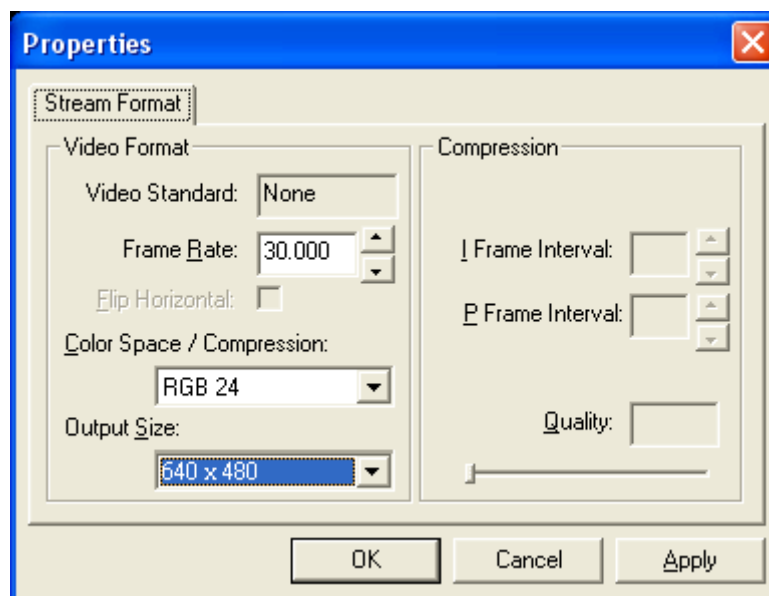 Properties
Stream Format
Video Format
Video Standard: None
Frame Rate: 30.000
Flip Horizontal:
Color Space / Compression:
RGB 24
Output Size:
640 x 480
Compression
I Frame Interval:
P Frame Interval:
Quality:
OK Cancel Apply